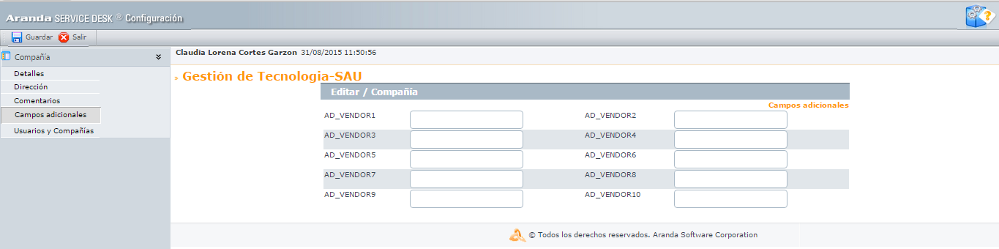 Aranda SERVICE DESK ® Configuración
Guardar Salir
Compañía
Detalles
Dirección
Comentarios
Campos adicionales
Usuarios y Compañías
Claudia Lorena Cortes Garzon 31/08/2015 11:50:56
» Gestión de Tecnologia-SAU
Editar / Compañía
Campos adicionales
AD_VENDOR1 AD_VENDOR2
AD_VENDOR3 AD_VENDOR4
AD_VENDOR5 AD_VENDOR6
AD_VENDOR7 AD_VENDOR8
AD_VENDOR9 AD_VENDOR10
© Todos los derechos reservados. Aranda Software Corporation